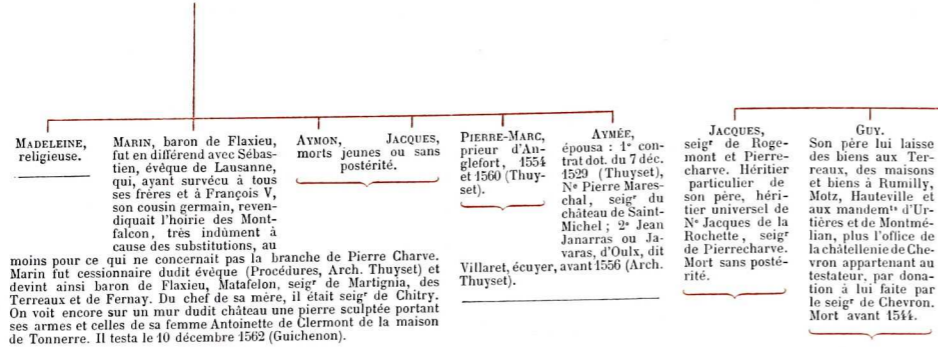 MADELEINE,
religieuse.
MARIN, baron de Flaxieu,
fut en différend avec Sébas-
tien, évêque de Lausanne,
qui, ayant survécu à tous
ses frères et à François V,
son cousin germain, reven-
diquait l'hoirie des Mont-
falcon, très indûment à
cause des substitutions, au
moins pour ce qui ne concernait pas la branche de Pierre Charve.
Marin fut cessionnaire dudit évêque (Procédures, Arch. Thuyset) et
devint ainsi baron de Flaxieu, Matafelon, seigr de Martignia, des
Terreaux et de Fernay. Du chef de sa mère, il était seigr de Chitry.
On voit encore sur un mur dudit château une pierre sculptée portant
ses armes et celles de sa femme Antoinette de Clermont de la maison
de Tonnerre. Il testa le 10 décembre 1562 (Guichenon).
AYMON, JACQUES,
morts jeunes ou sans
postérité.
PIERRE-MARC,
prieur d'An-
glefort, 1554
et 1560 (Thuy-
set).
AYMÉE,
épousa : 1o con-
trat dot. du 7 déc.
1529 (Thuyset),
Ne Pierre Mares-
chal, seigr du
château de Saint-
Michel ; 2o Jean
Janarras ou Ja-
varas, d'Oulx, dit
Villaret, écuyer, avant 1556 (Arch.
Thuyset).
JACQUES,
seigr de Roge-
mont et Pierre-
charve. Héritier
particulier de
son père, héri-
tier universel de
Ne Jacques de la
Rochette, seigr
de Pierrecharve.
Mort sans posté-
rité.
GUY.
Son père lui laisse
des biens aux Ter-
reaux, des maisons
et biens à Rumilly,
Motz, Hauteville et
aux mandemts d'Ur-
tières et de Montmé-
lian, plus l'office de
la châtellenie de Che-
vron appartenant au
testateur, par dona-
tion à lui faite par
le seigr de Chevron.
Mort avant 1544.